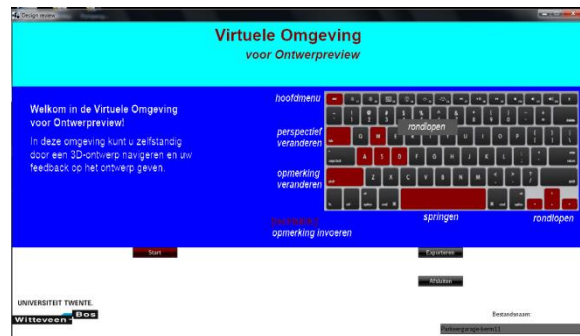 Design review
Virtuele Omgeving
voor Ontwerpreview
Welkom in de Virtuele Omgeving
voor Ontwerpreview!
In deze omgeving kunt u zelfstandig
door een 3D-ontwerp navigeren en uw
feedback op het ontwerp geven.
hoofdmenu
perspectief
veranderen
rondlopen
opmerking
veranderen
springen
rondlopen
opmerking invoeren
Start
Exporteren
Afsluiten
UNIVERSITEIT TWENTE.
Witteveen Bos
Bestandsnaam: